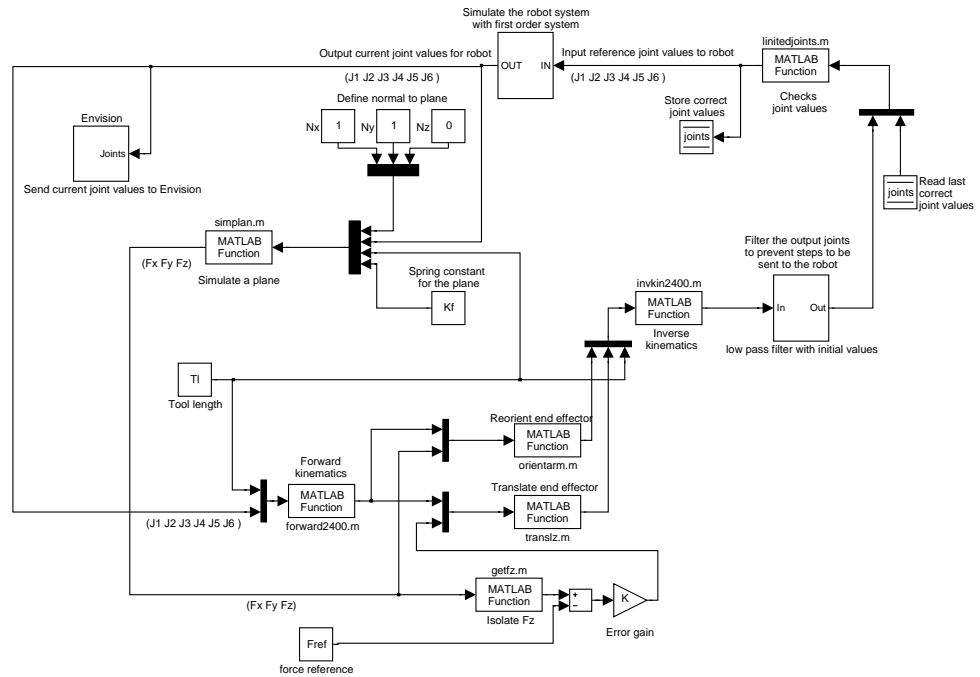 Simulate the robot system
with first order system
Output current joint values for robot
OUT
IN
Input reference joint values to robot
(J1 J2 J3 J4 J5 J6 )
(J1 J2 J3 J4 J5 J6 )
linitedjoints.m
MATLAB
Function
Checks
joint values
Store correct
joint values
joints
joints
Read last
correct
joint values
Define normal to plane
Nx
1
Ny
1
Nz
0
Envision
Joints
Send current joint values to Envision
simplan.m
MATLAB
Function
(Fx Fy Fz)
Simulate a plane
Spring constant
for the plane
Kf
Filter the output joints
to prevent steps to be
sent to the robot
In
Out
low pass filter with initial values
invkin2400.m
MATLAB
Function
Inverse
kinematics
Tl
Tool length
Reorient end effector
MATLAB
Function
orientarm.m
Forward
kinematics
MATLAB
Function
forward2400.m
(J1 J2 J3 J4 J5 J6 )
Translate end effector
MATLAB
Function
translz.m
getfz.m
MATLAB
Function
Isolate Fz
(Fx Fy Fz)
+
−
K
Error gain
Fref
force reference